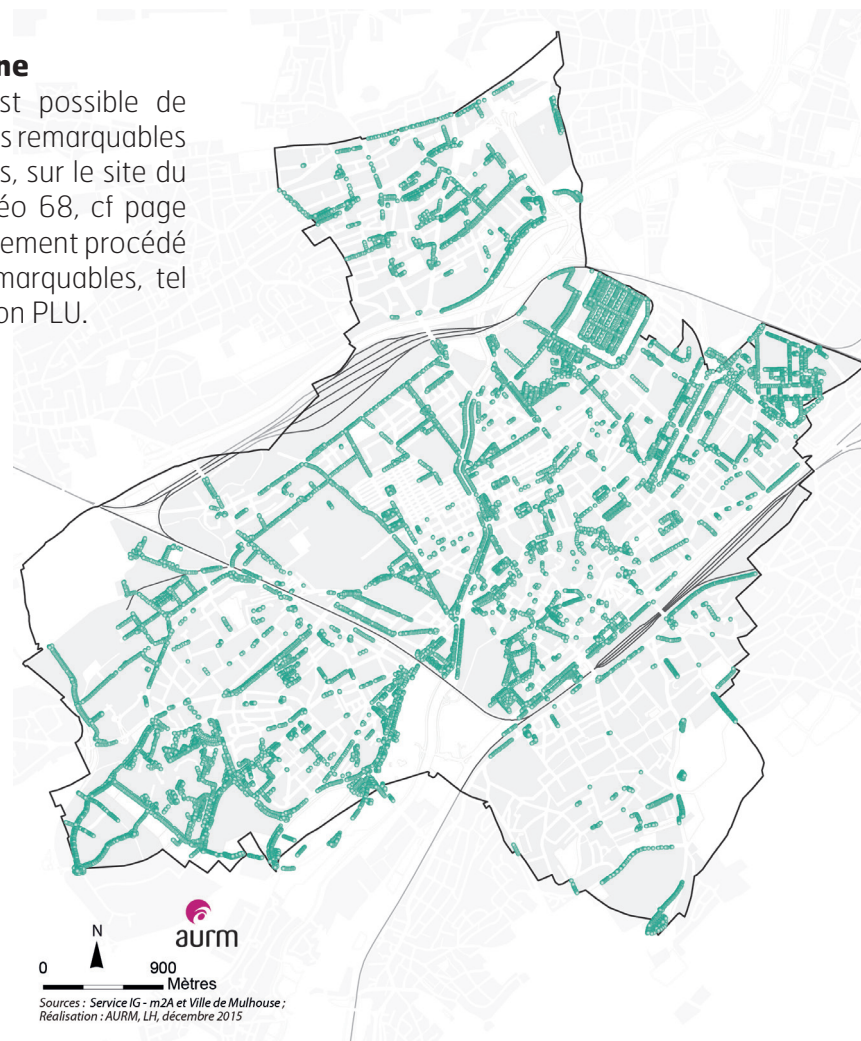 ne
st possible de
s remarquables
s, sur le site du
éo 68, cf page
ement procédé
marquables, tel
on PLU.
N
aurm
0 900
Mètres
Sources : Service IG - m2A et Ville de Mulhouse ;
Réalisation : AURM, LH, décembre 2015